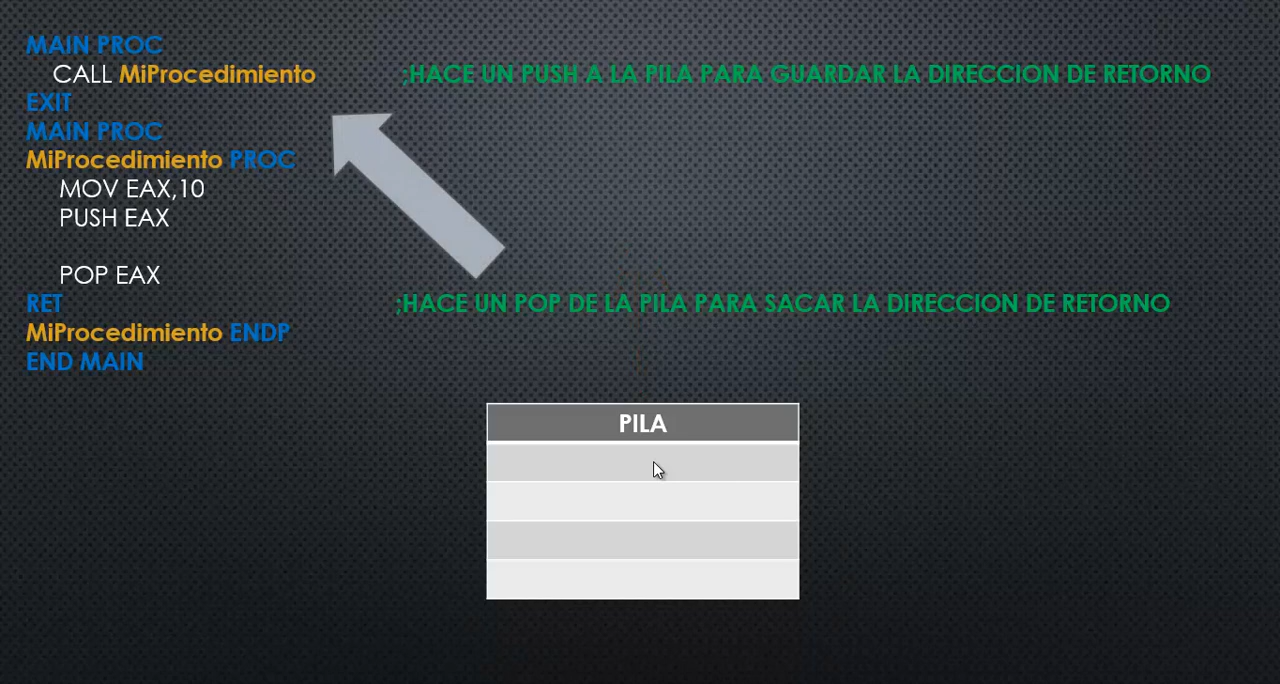 MAIN PROC
CALL MiProcedimiento ;HACE UN PUSH A LA PILA PARA GUARDAR LA DIRECCION DE RETORNO
EXIT
MAIN PROC
MiProcedimiento PROC
MOV EAX,10
PUSH EAX
POP EAX
RET ;HACE UN POP DE LA PILA PARA SACAR LA DIRECCION DE RETORNO
MiProcedimiento ENDP
END MAIN
PILA